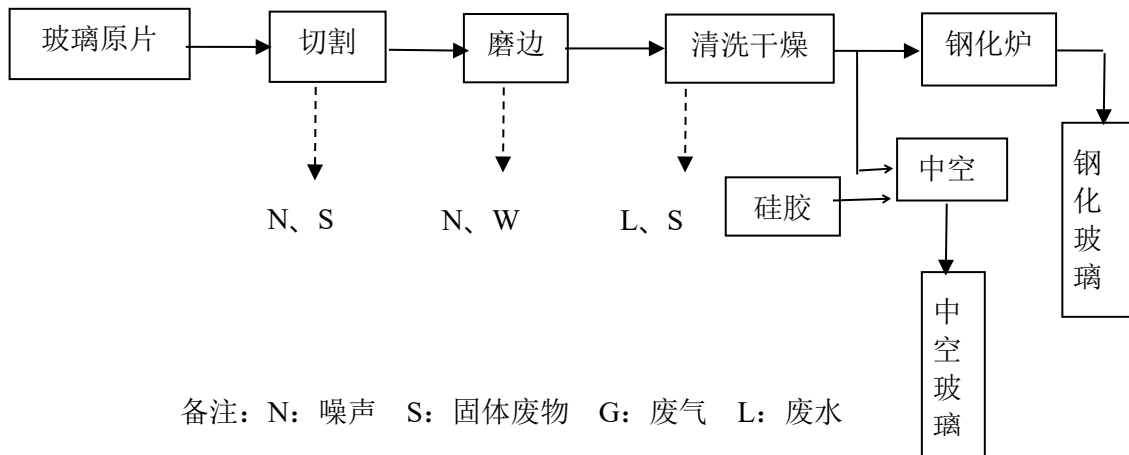 玻璃原片
切割
磨边
清洗干燥
钢化炉
钢化玻璃
中空
硅胶
N、S
N、W
L、S
中空玻璃
备注：N：噪声 S：固体废物 G：废气 L：废水